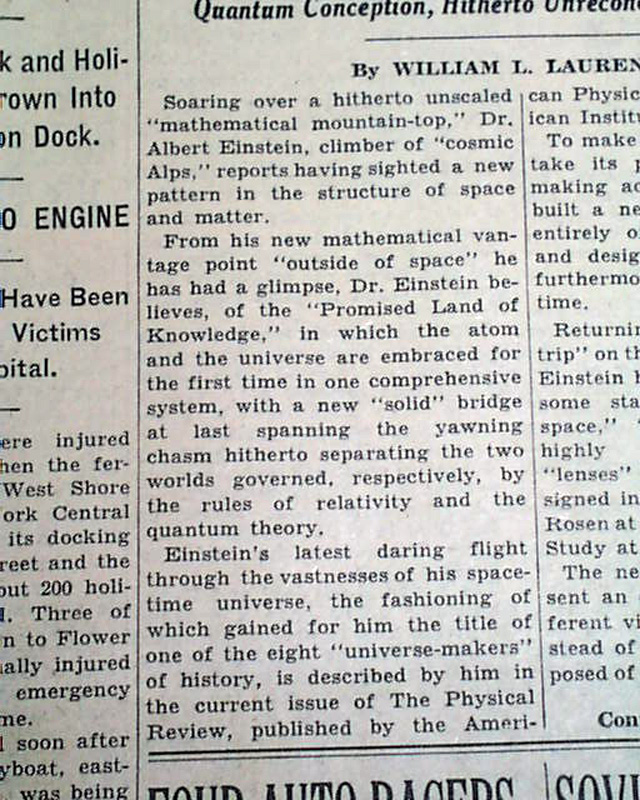 Quantum Conception, Hitherto
By WILLIAM L.
k and Holi-
rown Into
on Dock.
O ENGINE
Have Been
Victims
pital.
ere injured
hen the fer-
West Shore
ork Central
its docking
reet and the
out 200 holi-
Three of
n to Flower
ally injured
emergency
me.
soon after
yboat, east-
was being
Soaring over a hitherto unscaled
"mathematical mountain-top," Dr.
Albert Einstein, climber of "cosmic
Alps," reports having sighted a new
pattern in the structure of space
and matter.
From his new mathematical van-
tage point "outside of space" he
has had a glimpse, Dr. Einstein be-
lieves, of the "Promised Land of
Knowledge," in which the atom
and the universe are embraced for
the first time in one comprehensive
system, with a new "solid" bridge
at last spanning the yawning
chasm hitherto separating the two
worlds governed, respectively, by
the rules of relativity and the
quantum theory.
Einstein's latest daring flight
through the vastnesses of his space-
time universe, the fashioning of
which gained for him the title of
one of the eight "universe-makers"
of history, is described by him in
the current issue of The Physical
Review, published by the Ameri-
can Physic
ican Institu
To make
take its p
making ac
built a ne
entirely o
and desig
furthermo
time.
Returnin
trip" on th
Einstein h
some sta
space,"
highly
"lenses"
signed in
Rosen at
Study at
The ne
sent an
ferent vi
stead of
posed of
Con
FOUR AUTO RACERS